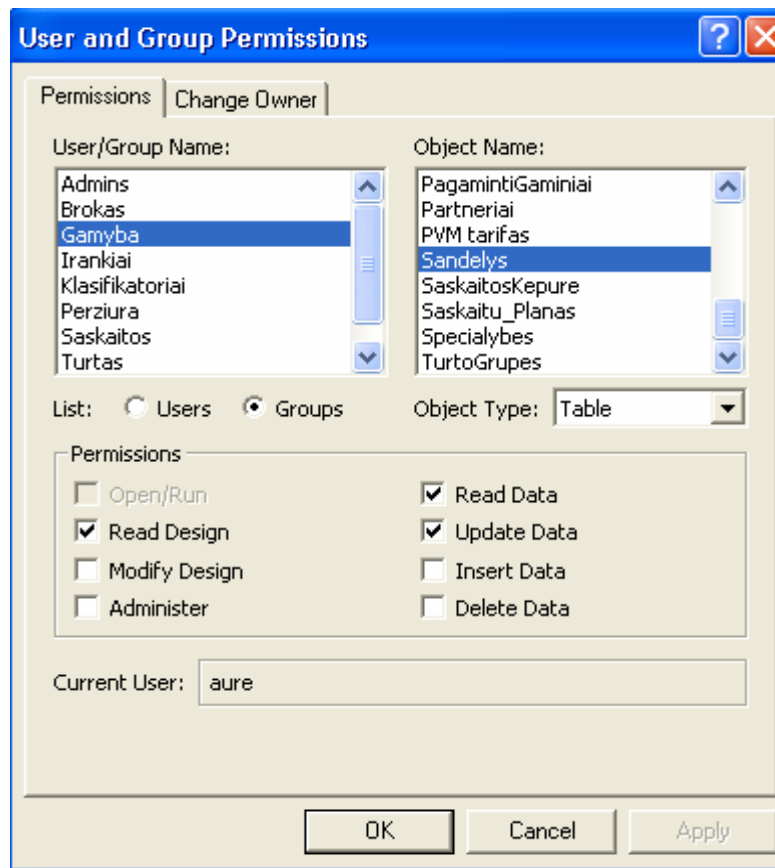 User and Group Permissions
Permissions
Change Owner
User/Group Name:
Admins
Brokas
Gamyba
Irankiai
Klasifikatoriai
Perziura
Saskaitos
Turtas
Object Name:
PagamintiGaminiai
Partneriai
PVM tarifas
Sandelys
SaskaitosKepure
Saskaitu_Planas
Specialybes
TurtoGrupes
List: Users Groups
Object Type: Table
Permissions
Open/Run
Read Design
Modify Design
Administer
Read Data
Update Data
Insert Data
Delete Data
Current User: aure
OK
Cancel
Apply